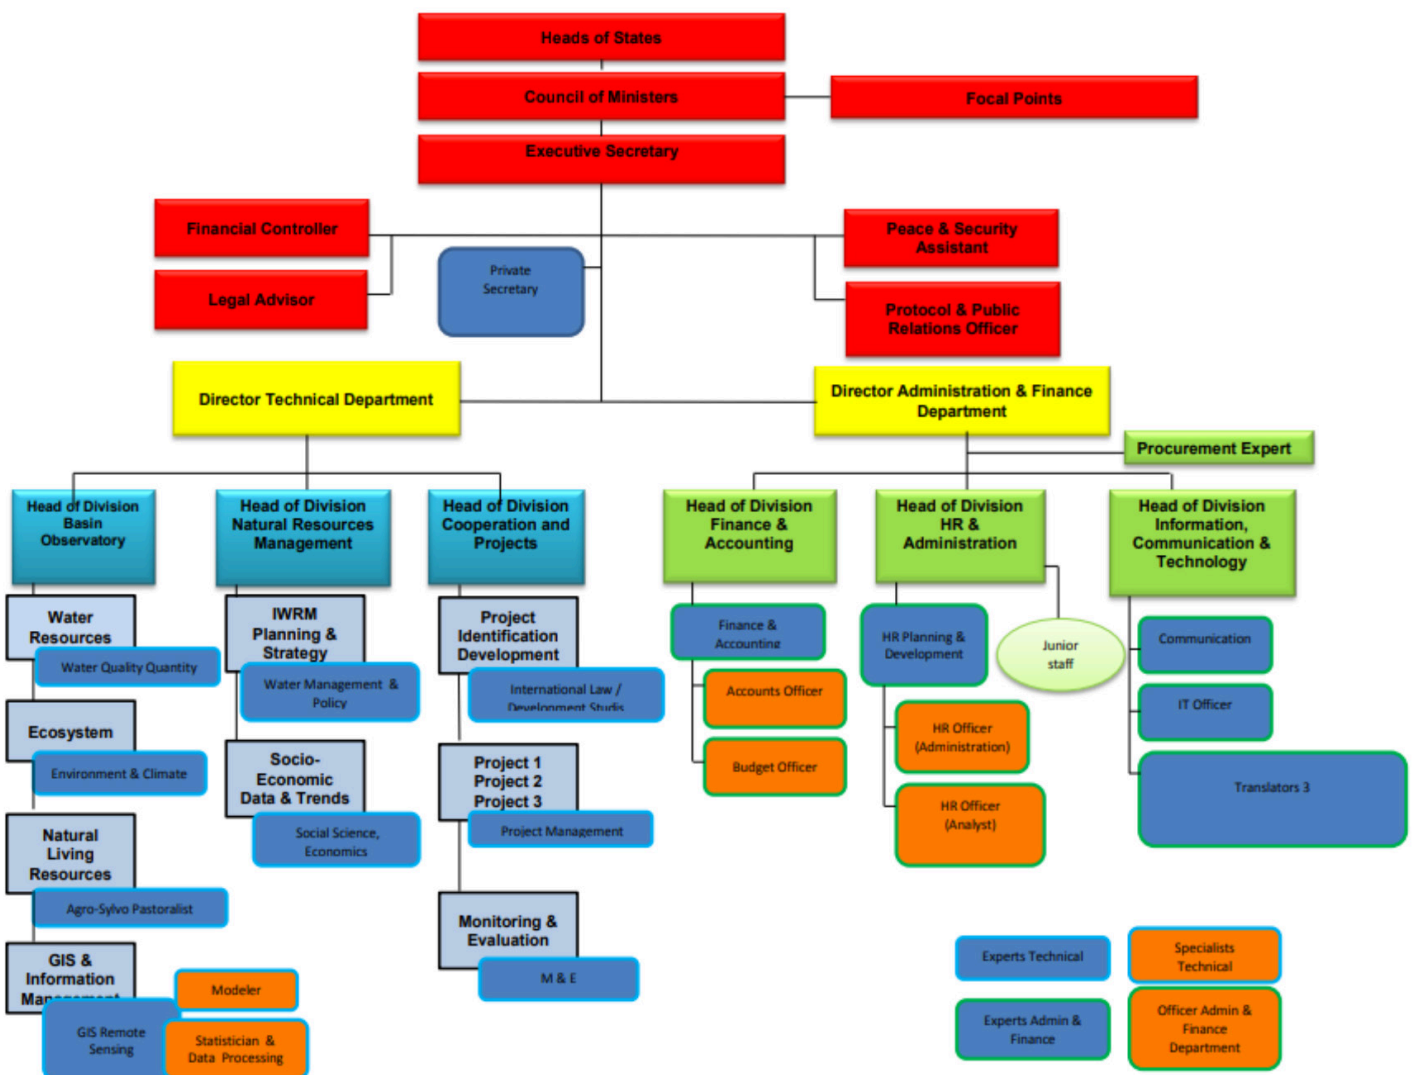 Heads of States
Council of Ministers
Focal Points
Executive Secretary
Financial Controller
Peace & Security
Assistant
Private
Secretary
Legal Advisor
Protocol & Public
Relations Officer
Director Technical Department
Director Administration & Finance
Department
Procurement Expert
Head of Division
Basin
Observatory
Head of Division
Natural Resources
Management
Head of Division
Cooperation and
Projects
Head of Division
Finance &
Accounting
Head of Division
HR &
Administration
Head of Division
Information,
Communication &
Technology
Water
Resources
Water Quality Quantity
Ecosystem
Environment & Climate
Natural
Living
Resources
Agro-Sylvo Pastoralist
GIS &
Information
Management
GIS Remote
Sensing
Modeler
Statistician &
Data Processing
IWRM
Planning &
Strategy
Water Management &
Policy
Socio-
Economic
Data & Trends
Social Science,
Economics
Project
Identification
Development
International Law /
Development Studis
Project 1
Project 2
Project 3
Project Management
Monitoring &
Evaluation
M & E
Finance &
Accounting
Accounts Officer
Budget Officer
HR Planning &
Development
HR Officer
(Administration)
HR Officer
(Analyst)
Junior
staff
Communication
IT Officer
Translators 3
Experts Technical
Specialists
Technical
Experts Admin &
Finance
Officer Admin &
Finance
Department